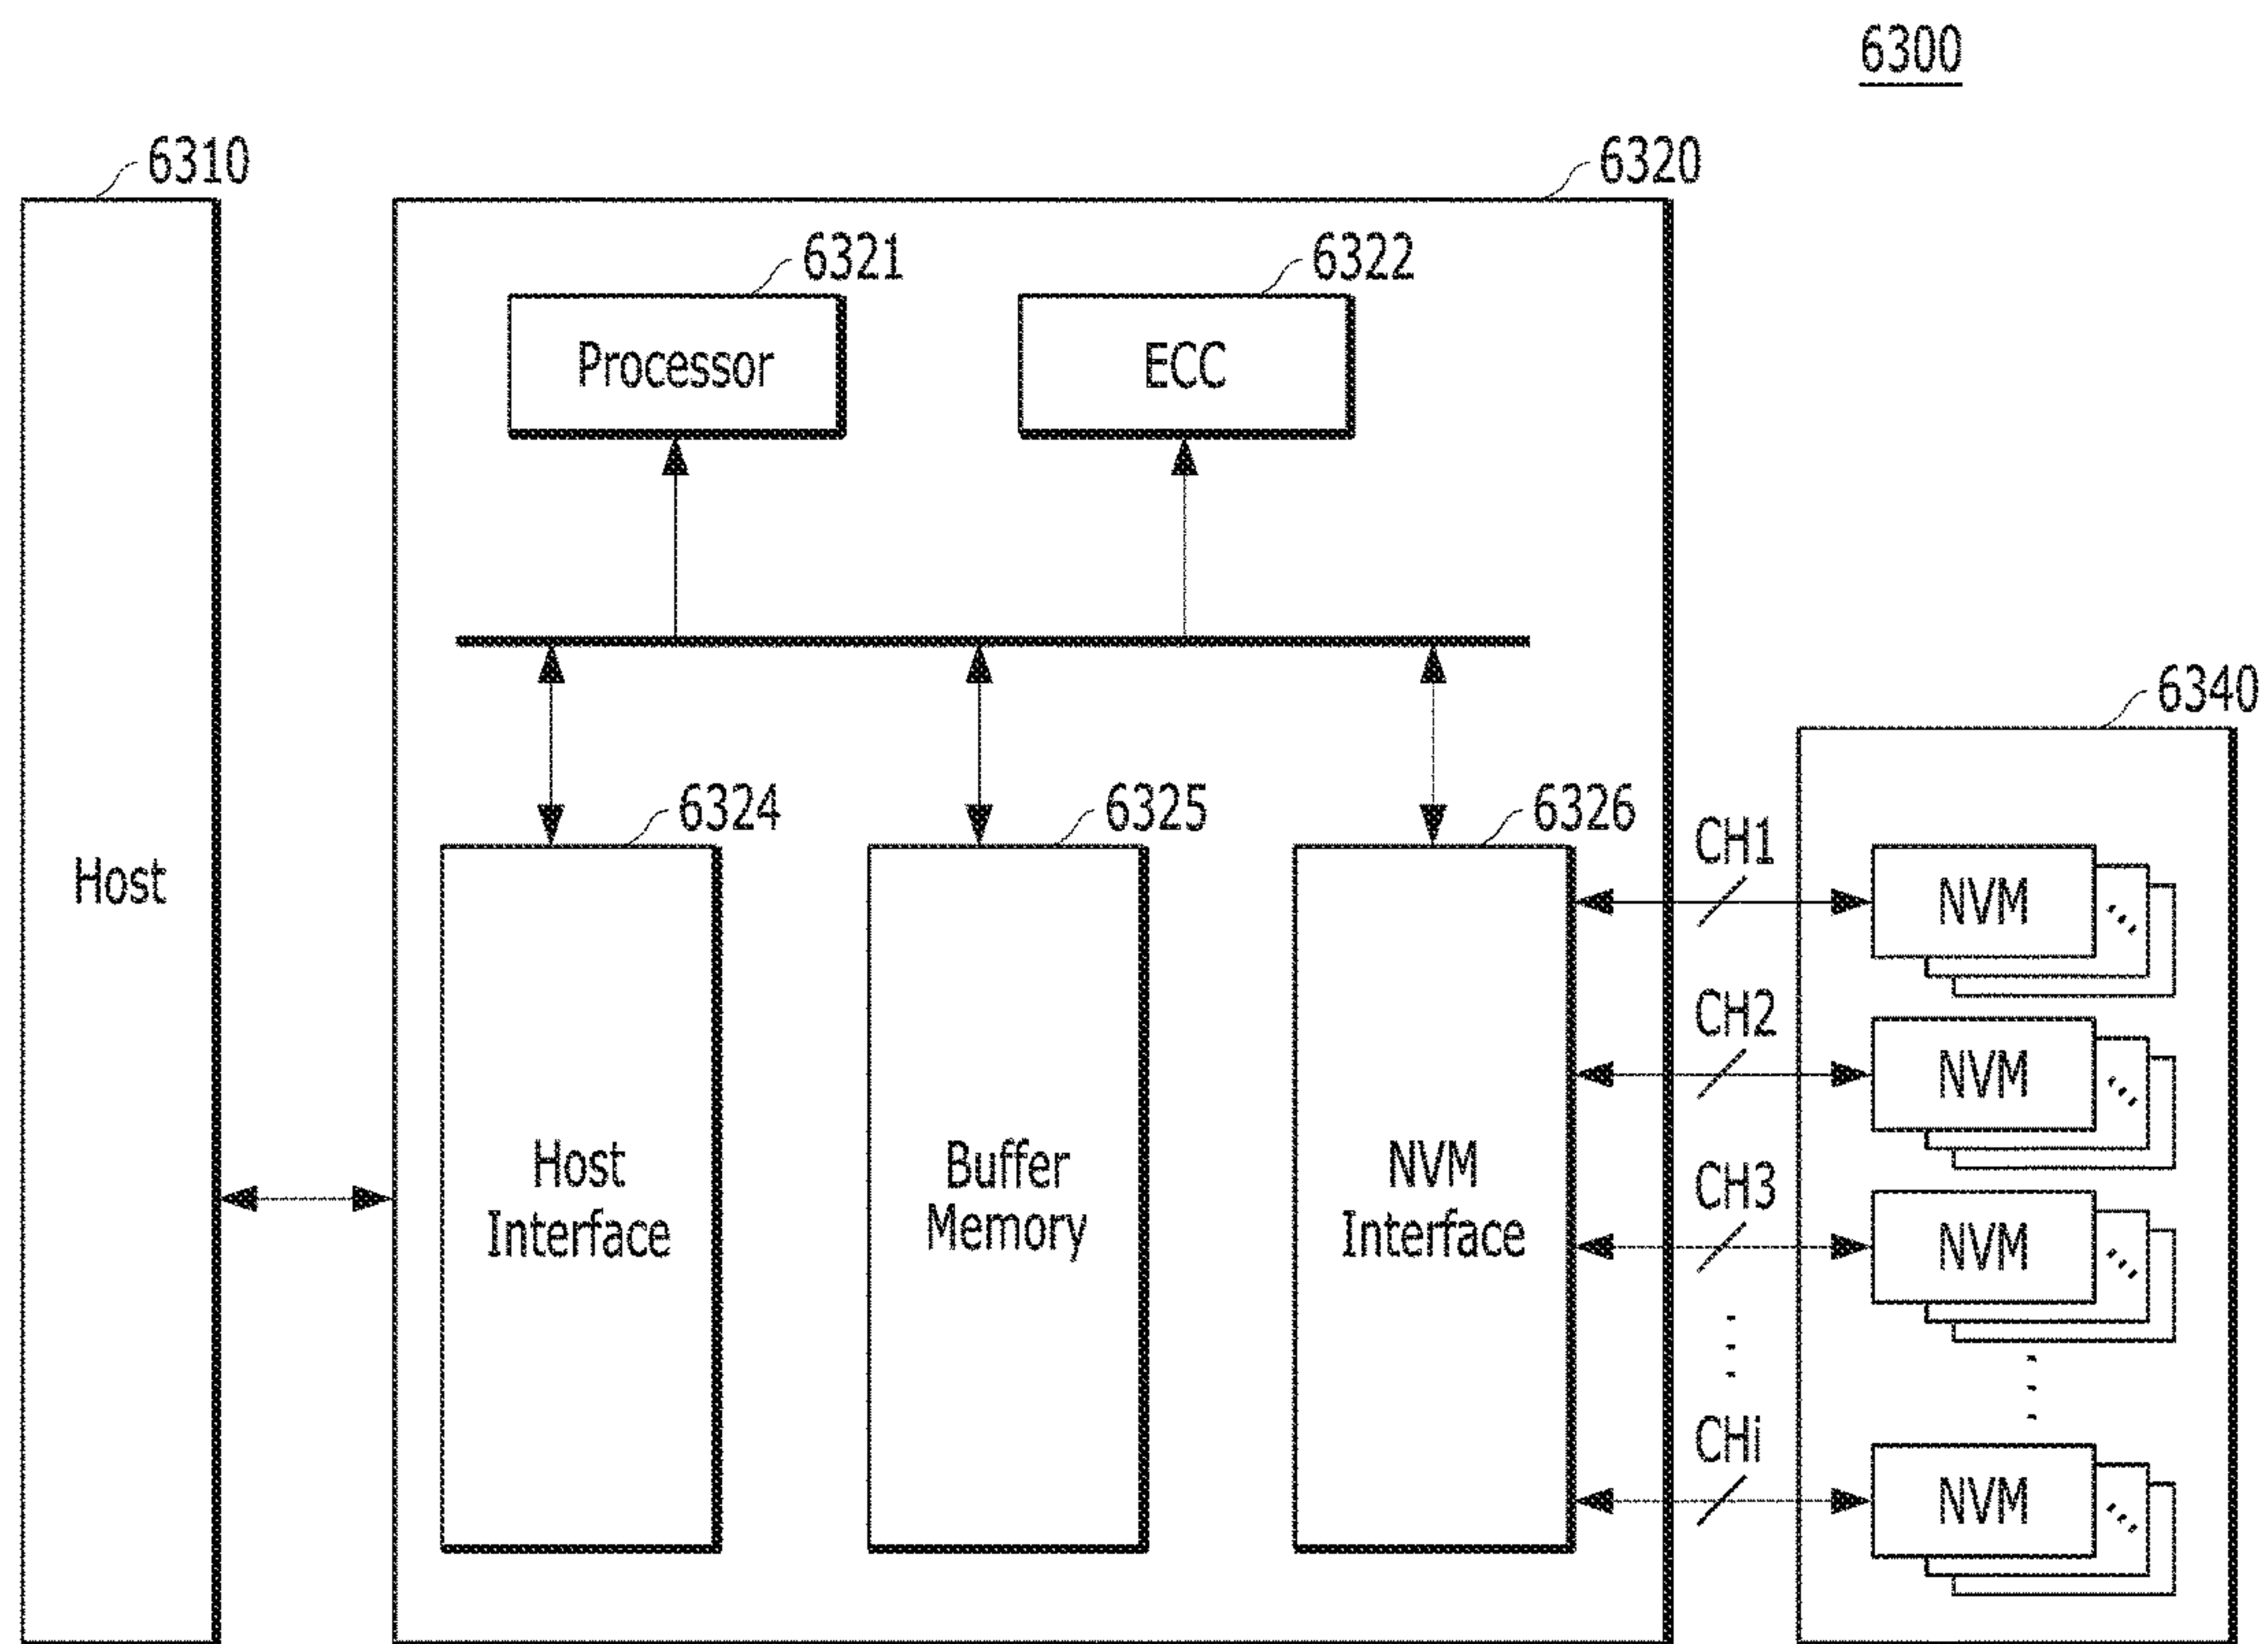 6300
6310
6320
6321
6322
Processor
ECC
6340
6324
6325
6326
Host
Host
Interface
Buffer
Memory
NVM
Interface
CH1
NVM
...
CH2
NVM
...
CH3
NVM
...
CHi
NVM
...